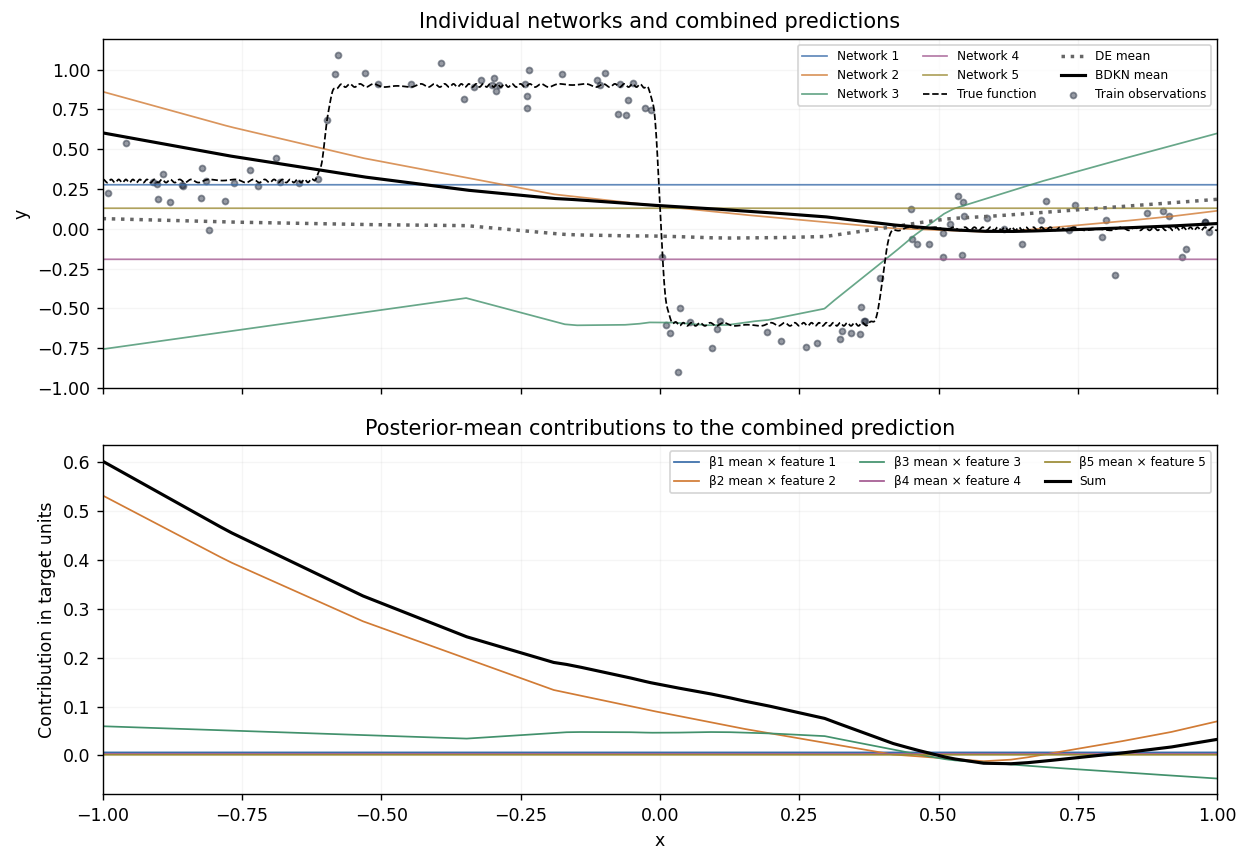 Individual networks and combined predictions
Network 1
Network 2
Network 3
Network 4
Network 5
True function
DE mean
BDKN mean
Train observations
y
1.00
0.75
0.50
0.25
0.00
−0.25
−0.50
−0.75
−1.00
Posterior-mean contributions to the combined prediction
β1 mean × feature 1
β2 mean × feature 2
β3 mean × feature 3
β4 mean × feature 4
β5 mean × feature 5
Sum
Contribution in target units
0.6
0.5
0.4
0.3
0.2
0.1
0.0
−1.00 −0.75 −0.50 −0.25 0.00 0.25 0.50 0.75 1.00
x